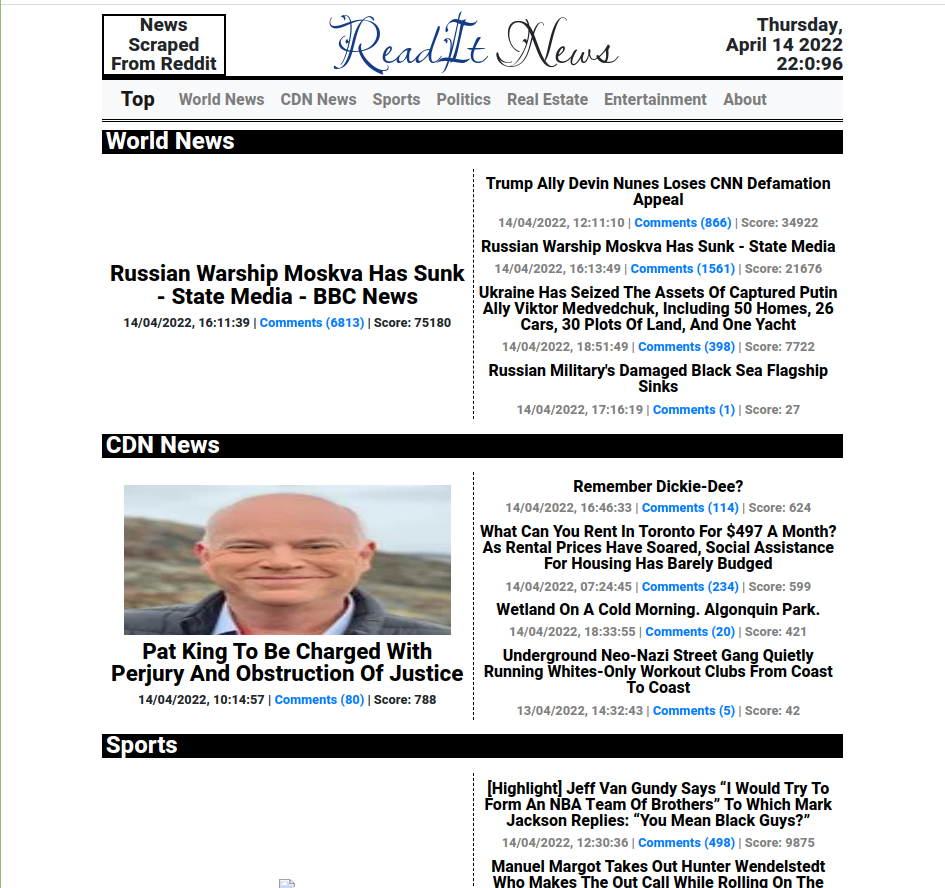 News
Scraped
From Reddit
ReadIt News
Thursday,
April 14 2022
22:0:96
Top World News CDN News Sports Politics Real Estate Entertainment About
World News
Russian Warship Moskva Has Sunk
- State Media - BBC News
14/04/2022, 16:11:39 | Comments (6813) | Score: 75180
Trump Ally Devin Nunes Loses CNN Defamation
Appeal
14/04/2022, 12:11:10 | Comments (866) | Score: 34922
Russian Warship Moskva Has Sunk - State Media
14/04/2022, 16:13:49 | Comments (1561) | Score: 21676
Ukraine Has Seized The Assets Of Captured Putin
Ally Viktor Medvedchuk, Including 50 Homes, 26
Cars, 30 Plots Of Land, And One Yacht
14/04/2022, 18:51:49 | Comments (398) | Score: 7722
Russian Military's Damaged Black Sea Flagship
Sinks
14/04/2022, 17:16:19 | Comments (1) | Score: 27
CDN News
Pat King To Be Charged With
Perjury And Obstruction Of Justice
14/04/2022, 10:14:57 | Comments (80) | Score: 788
Remember Dickie-Dee?
14/04/2022, 16:46:33 | Comments (114) | Score: 624
What Can You Rent In Toronto For $497 A Month?
As Rental Prices Have Soared, Social Assistance
For Housing Has Barely Budged
14/04/2022, 07:24:45 | Comments (234) | Score: 599
Wetland On A Cold Morning. Algonquin Park.
14/04/2022, 18:33:55 | Comments (20) | Score: 421
Underground Neo-Nazi Street Gang Quietly
Running Whites-Only Workout Clubs From Coast
To Coast
13/04/2022, 14:32:43 | Comments (5) | Score: 42
Sports
[Highlight] Jeff Van Gundy Says “I Would Try To
Form An NBA Team Of Brothers” To Which Mark
Jackson Replies: “You Mean Black Guys?”
14/04/2022, 12:30:36 | Comments (498) | Score: 9875
Manuel Margot Takes Out Hunter Wendelstedt
Who Makes The Out Call While Rolling On The